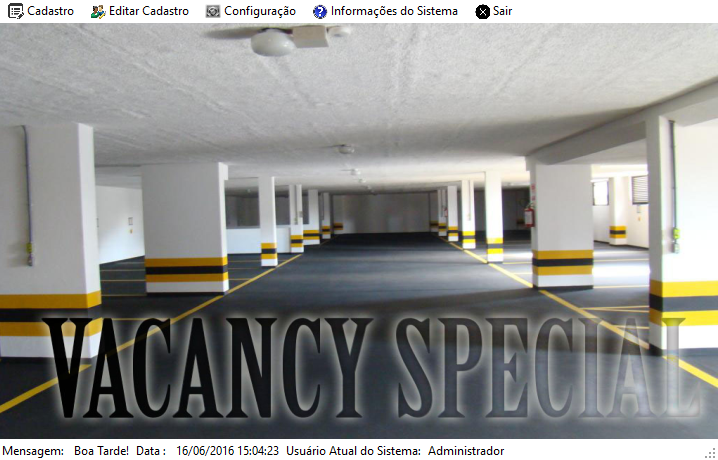 Cadastro Editar Cadastro Configuração Informações do Sistema Sair
VACANCY SPECIAL
Mensagem: Boa Tarde! Data : 16/06/2016 15:04:23 Usuário Atual do Sistema: Administrador